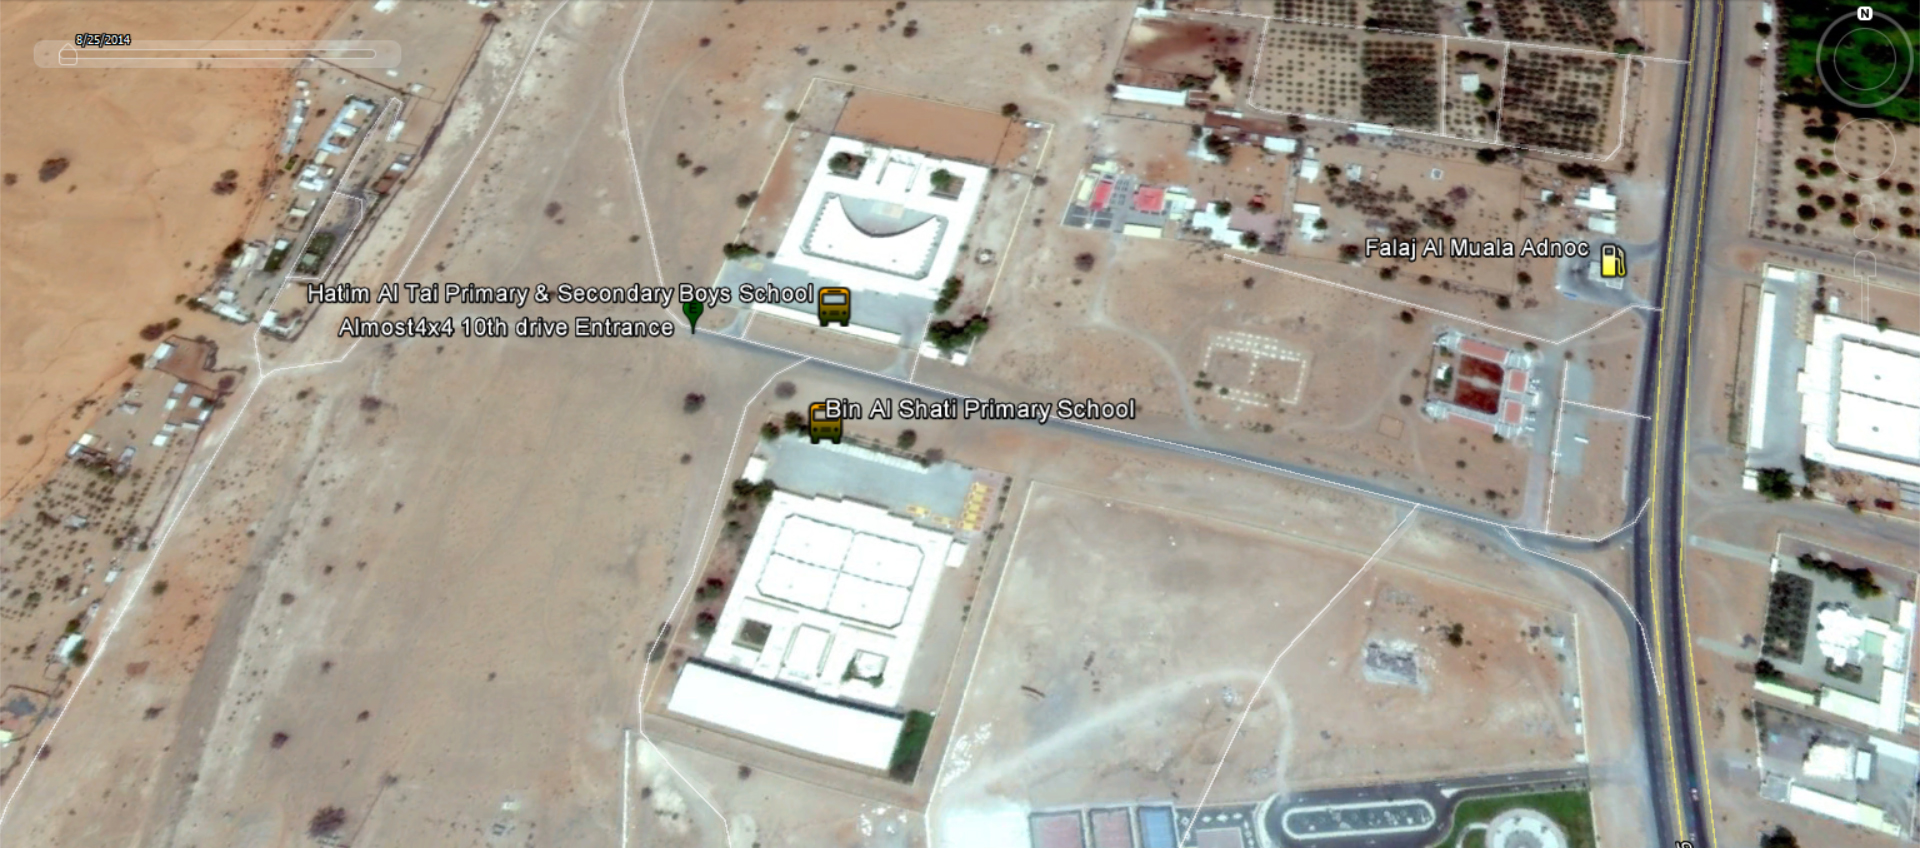 8/25/2014
N
Falaj Al Muala Adnoc
Hatim Al Tai Primary & Secondary Boys School
Almost4x4 10th drive Entrance
Bin Al Shati Primary School